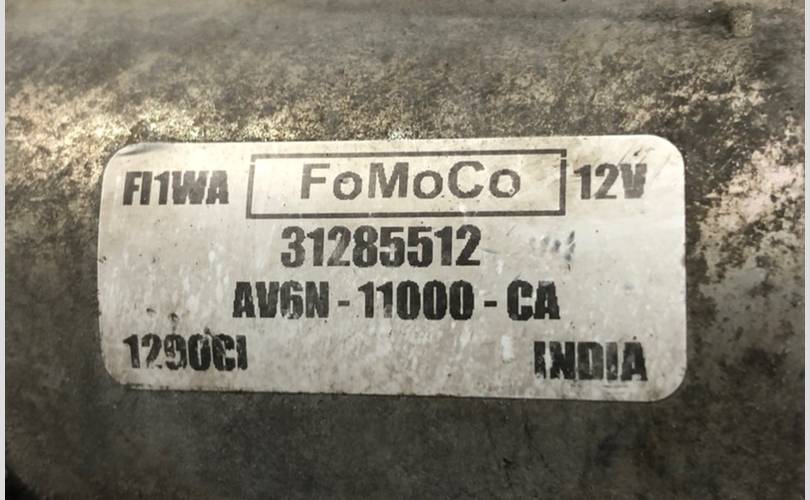 FI1WA FoMoCo 12V
31285512
AV6N - 11000 - CA
1290CI INDIA